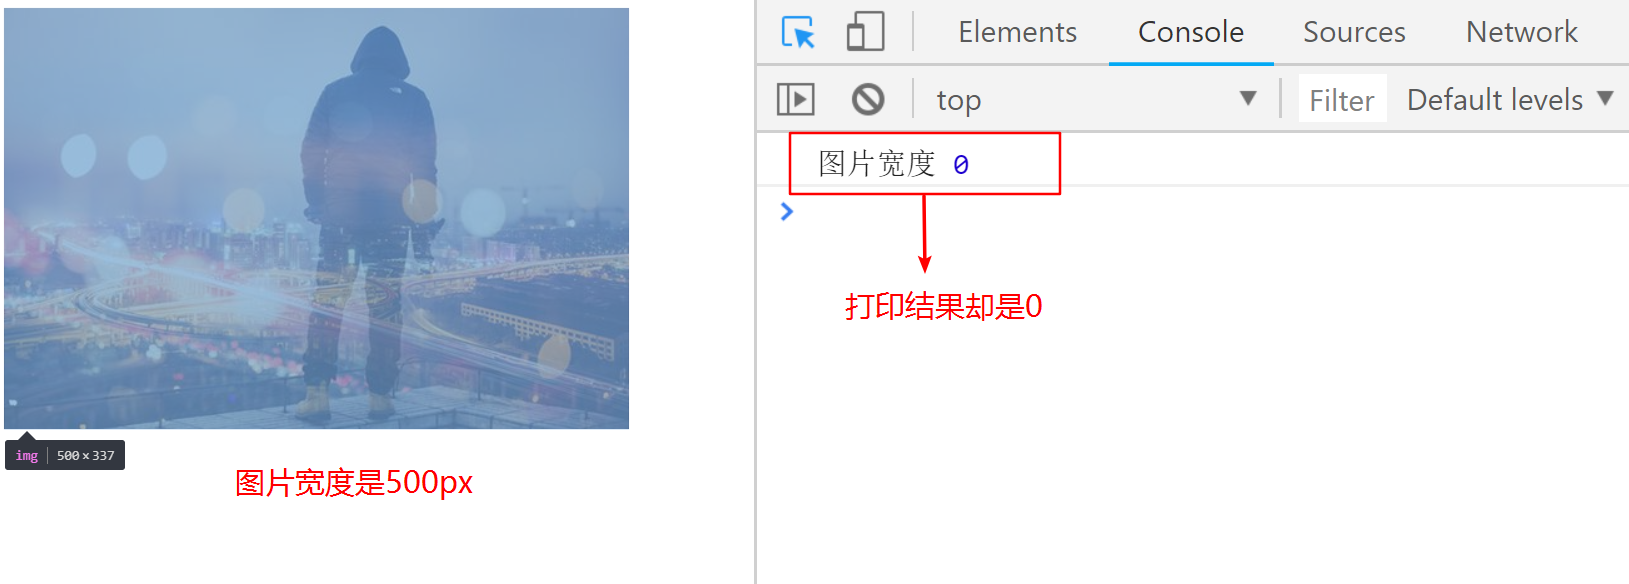 Elements Console Sources Network
top Filter Default levels
图片宽度 0
打印结果却是0
img 500 × 337
图片宽度是500px